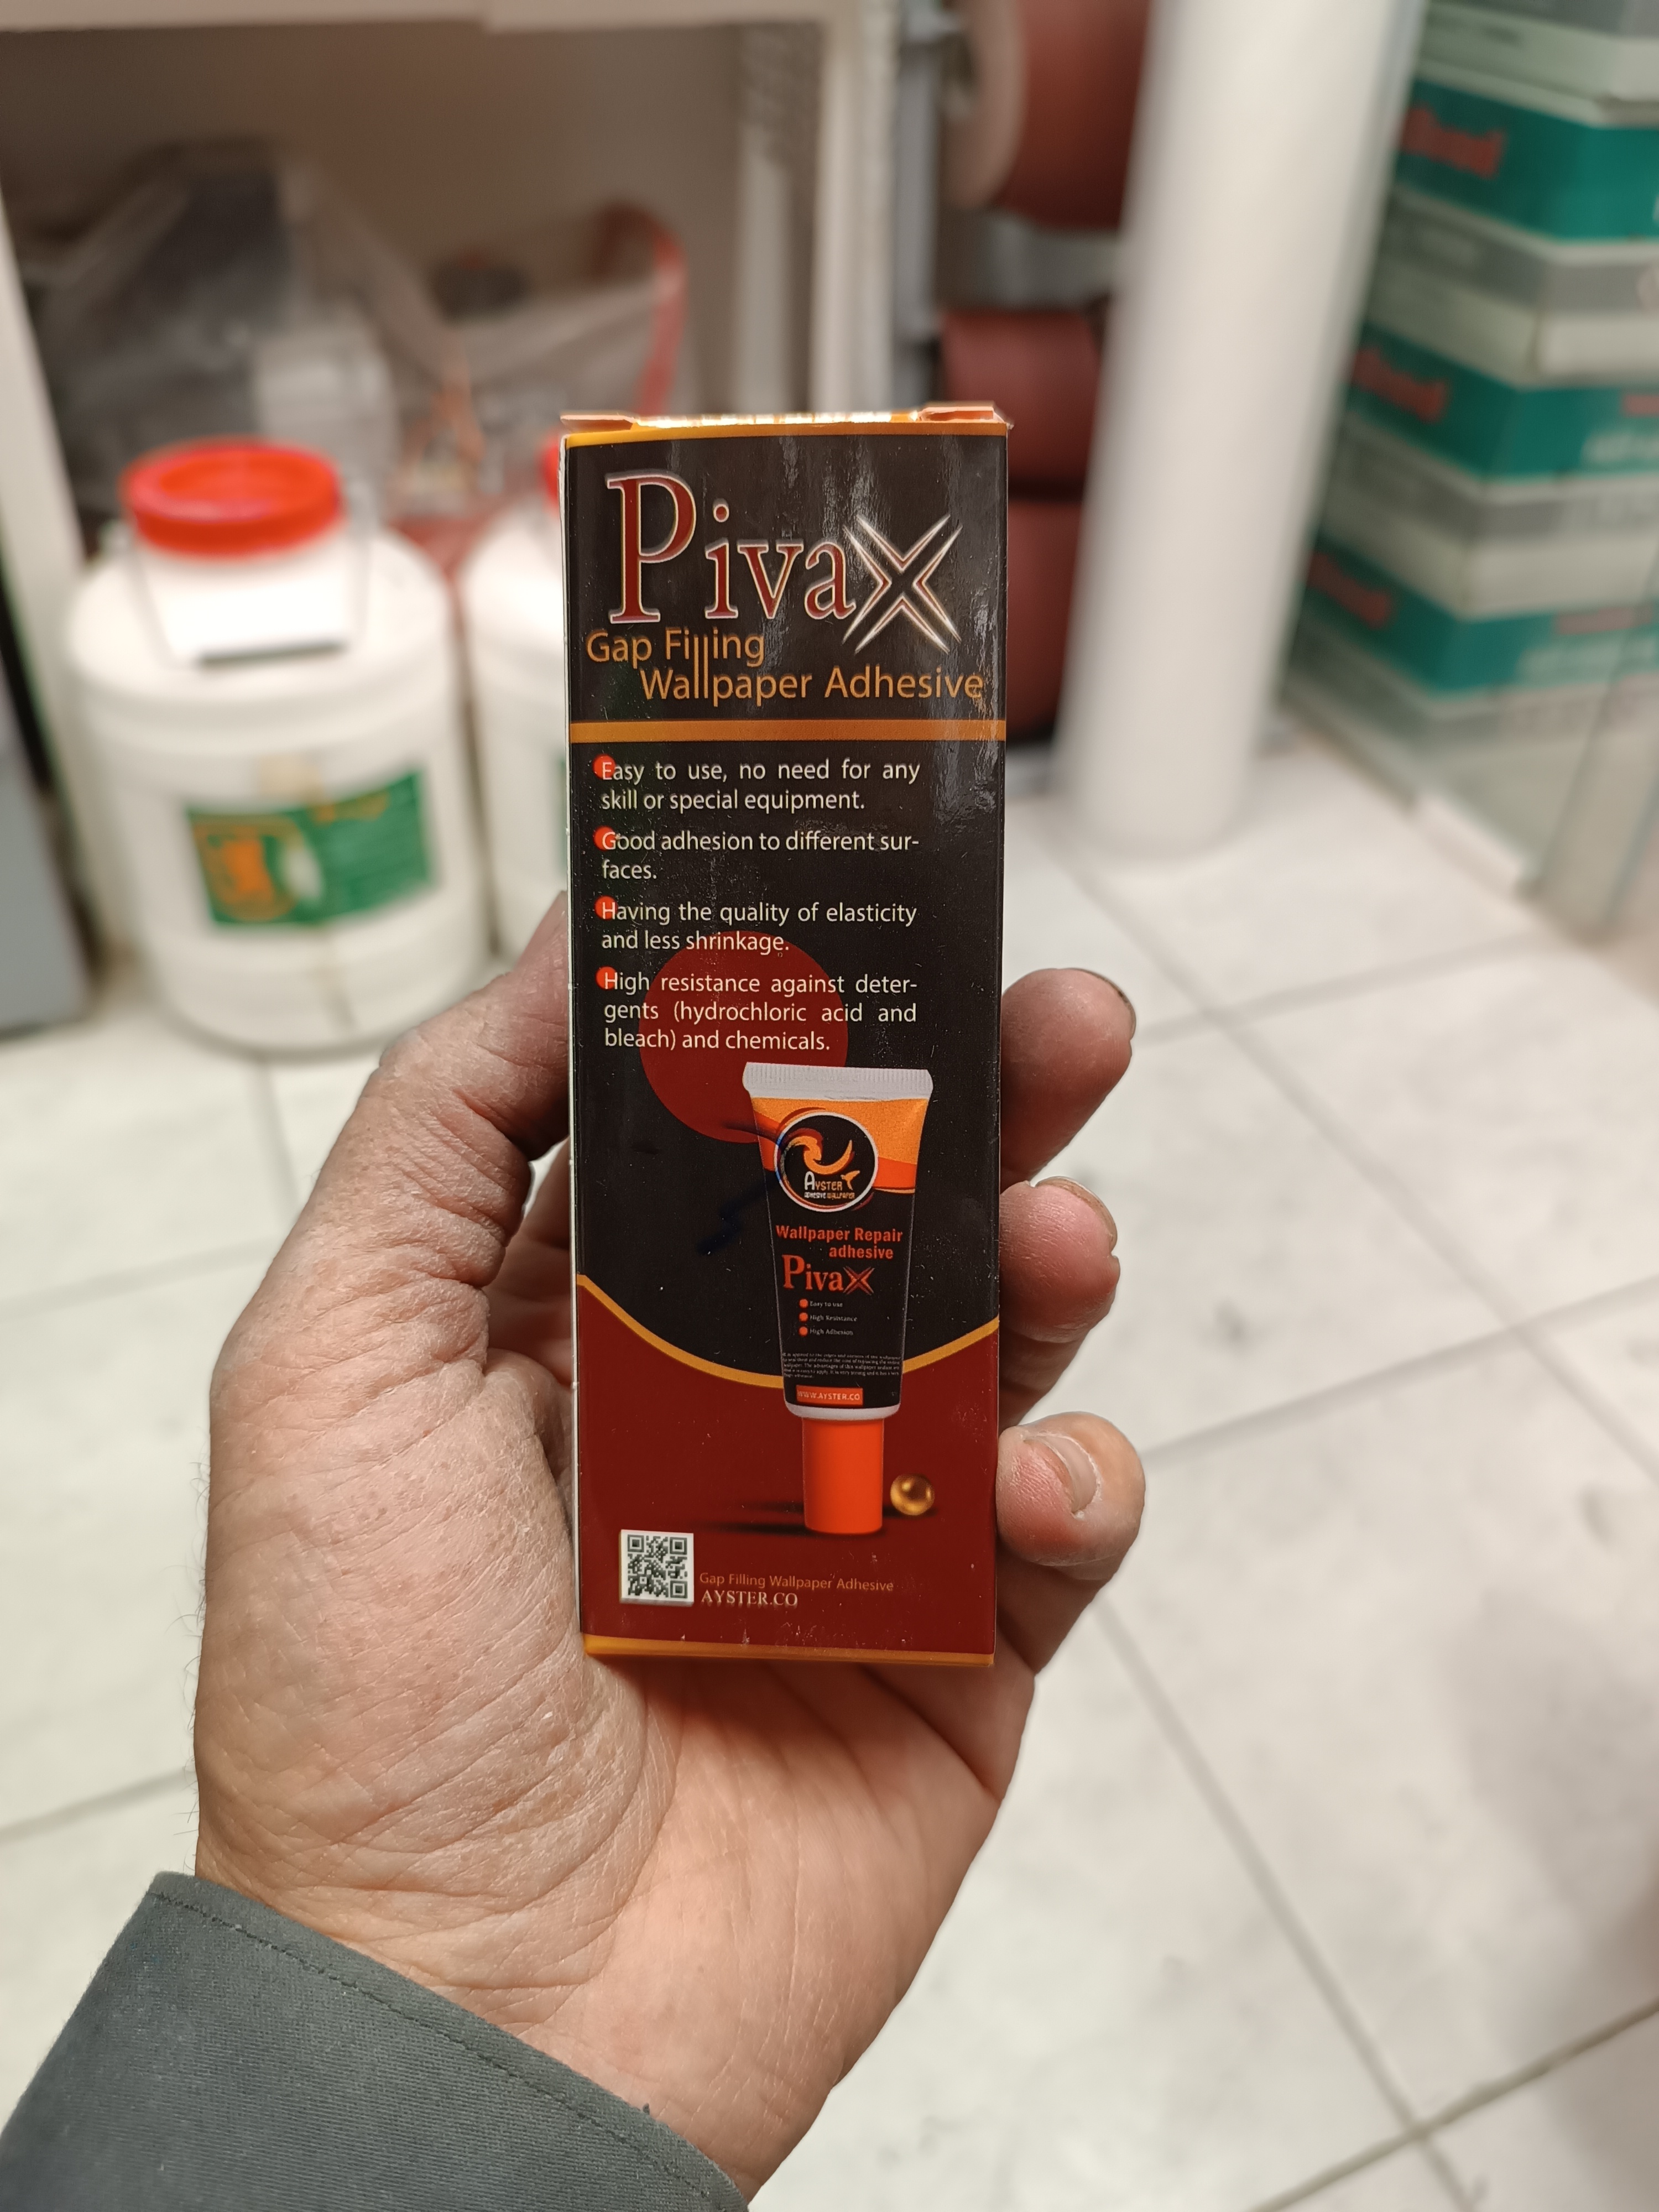 Pivax
Gap Filling
Wallpaper Adhesive
Easy to use, no need for any
skill or special equipment.
Good adhesion to different sur-
faces.
Having the quality of elasticity
and less shrinkage.
High resistance against deter-
gents (hydrochloric acid and
bleach) and chemicals.
AYSTER
ADHESIVE WALLPAPER
Wallpaper Repair
adhesive
Pivax
Easy to use
High Resistance
High Adhesion
WWW.AYSTER.CO
Gap Filling Wallpaper Adhesive
AYSTER.CO